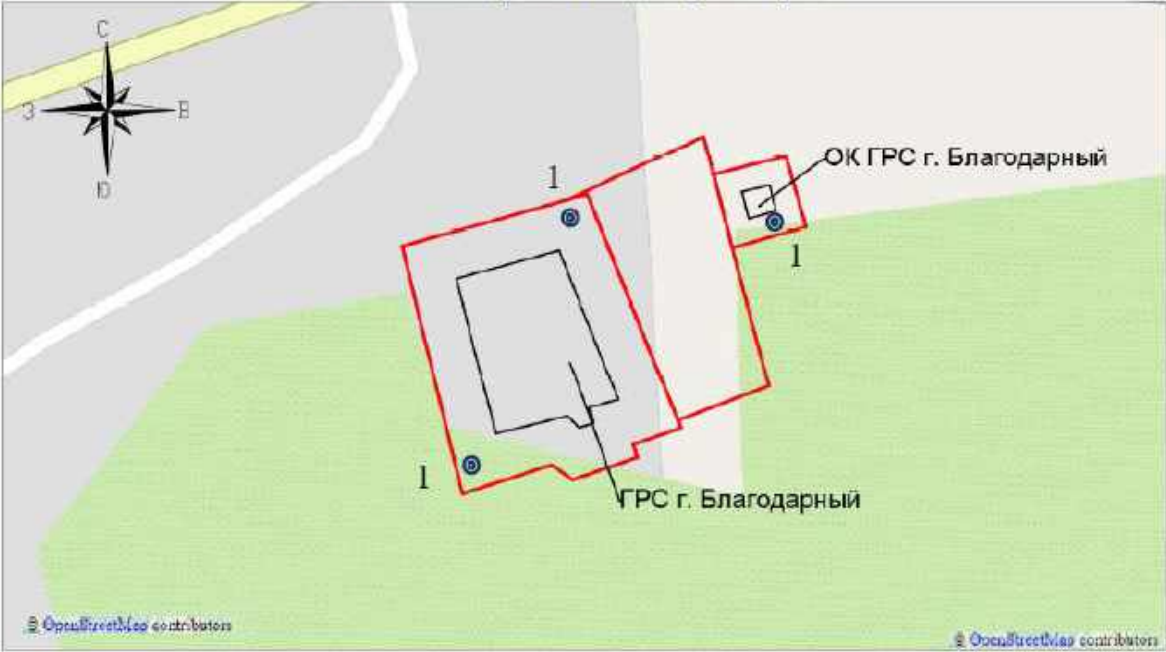 С
З
В
Ю
1
ОК ГРС г. Благодарный
1
1
ГРС г. Благодарный
© OpenStreetMap contributors
© OpenStreetMap contributors